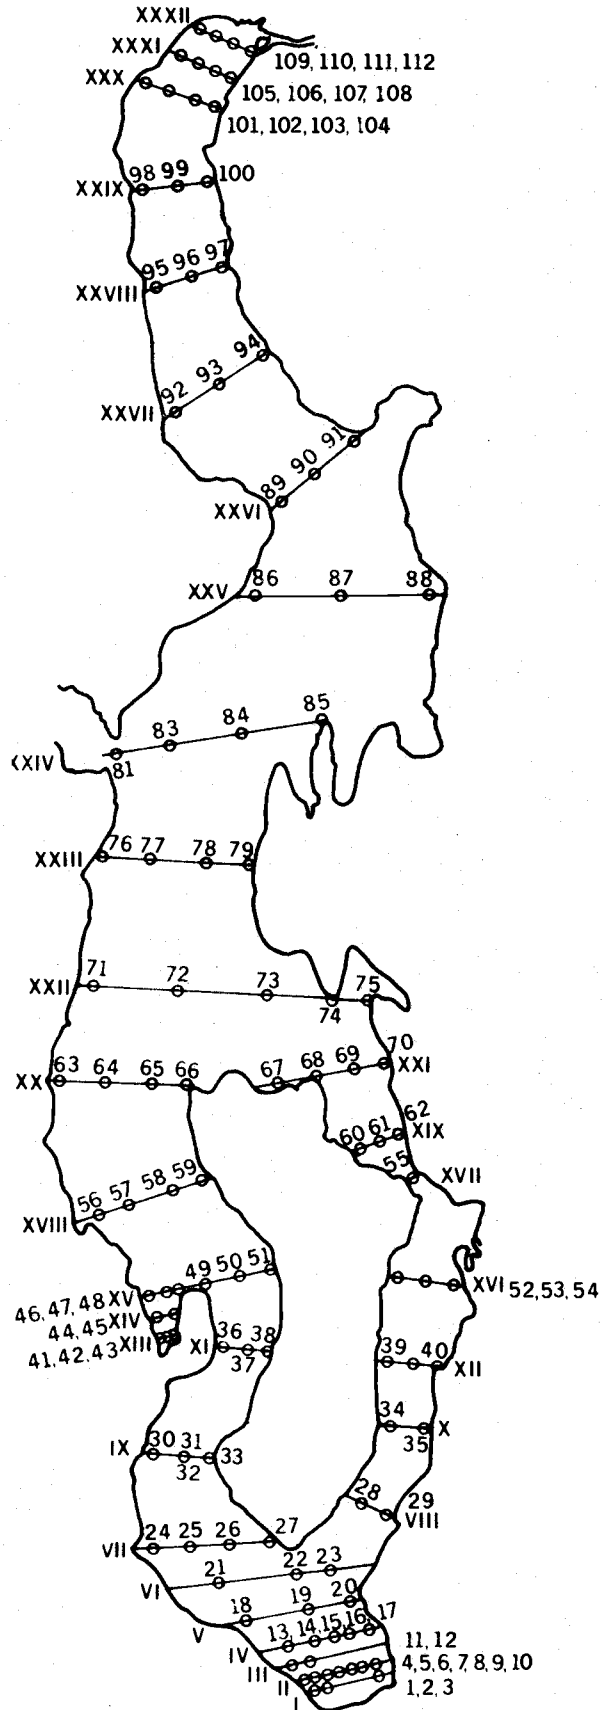 XXXII
XXXI
109, 110, 111, 112
XXX
105, 106, 107, 108
101, 102, 103, 104
98 99 100
XXIX
95 96 97
XXVIII
92 93 94
XXVII
89 90 91
XXVI
XXV 86 87 88
83 84 85
XIV
81
XXIII 76 77 78 79
XXII 71 72 73 75
74
XX 63 64 65 66 67 68 69 70
XXI
60 61 62 XIX
55 XVII
56 57 58 59
XVIII
49 50 51
46, 47, 48 XV
XVI 52, 53, 54
44, 45 XIV
41, 42, 43 XIII
XI 36 38
37
39 40 XII
34 X
35
IX 30 31 33
32
28 29
VIII
VII 24 25 26 27
VI 21 22 23
V 18 19 20
IV 13, 14, 15, 16, 17
11, 12
III
4, 5, 6, 7, 8, 9, 10
II
1, 2, 3
I